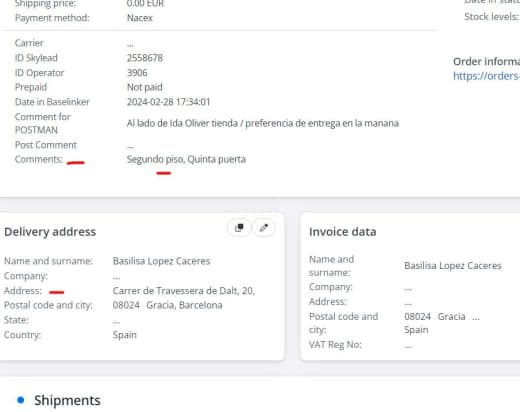 Shipping price: 0.00 EUR
Payment method: Nacex
Stock levels:
Carrier ...
ID Skylead 2558678
ID Operator 3906
Prepaid Not paid
Date in Baselinker 2024-02-28 17:34:01
Comment for
POSTMAN
Al lado de Ida Oliver tienda / preferencia de entrega en la manana
Post Comment ...
Comments: Segundo piso, Quinta puerta
Order informa
https://orders-
Delivery address
Name and surname: Basilisa Lopez Caceres
Company: ...
Address: Carrer de Travessera de Dalt, 20,
Postal code and city: 08024 Gracia, Barcelona
State: ...
Country: Spain
Invoice data
Name and
surname:
Basilisa Lopez Caceres
Company: ...
Address: ...
Postal code and
city:
08024 Gracia ...
Spain
VAT Reg No: ...
Shipments